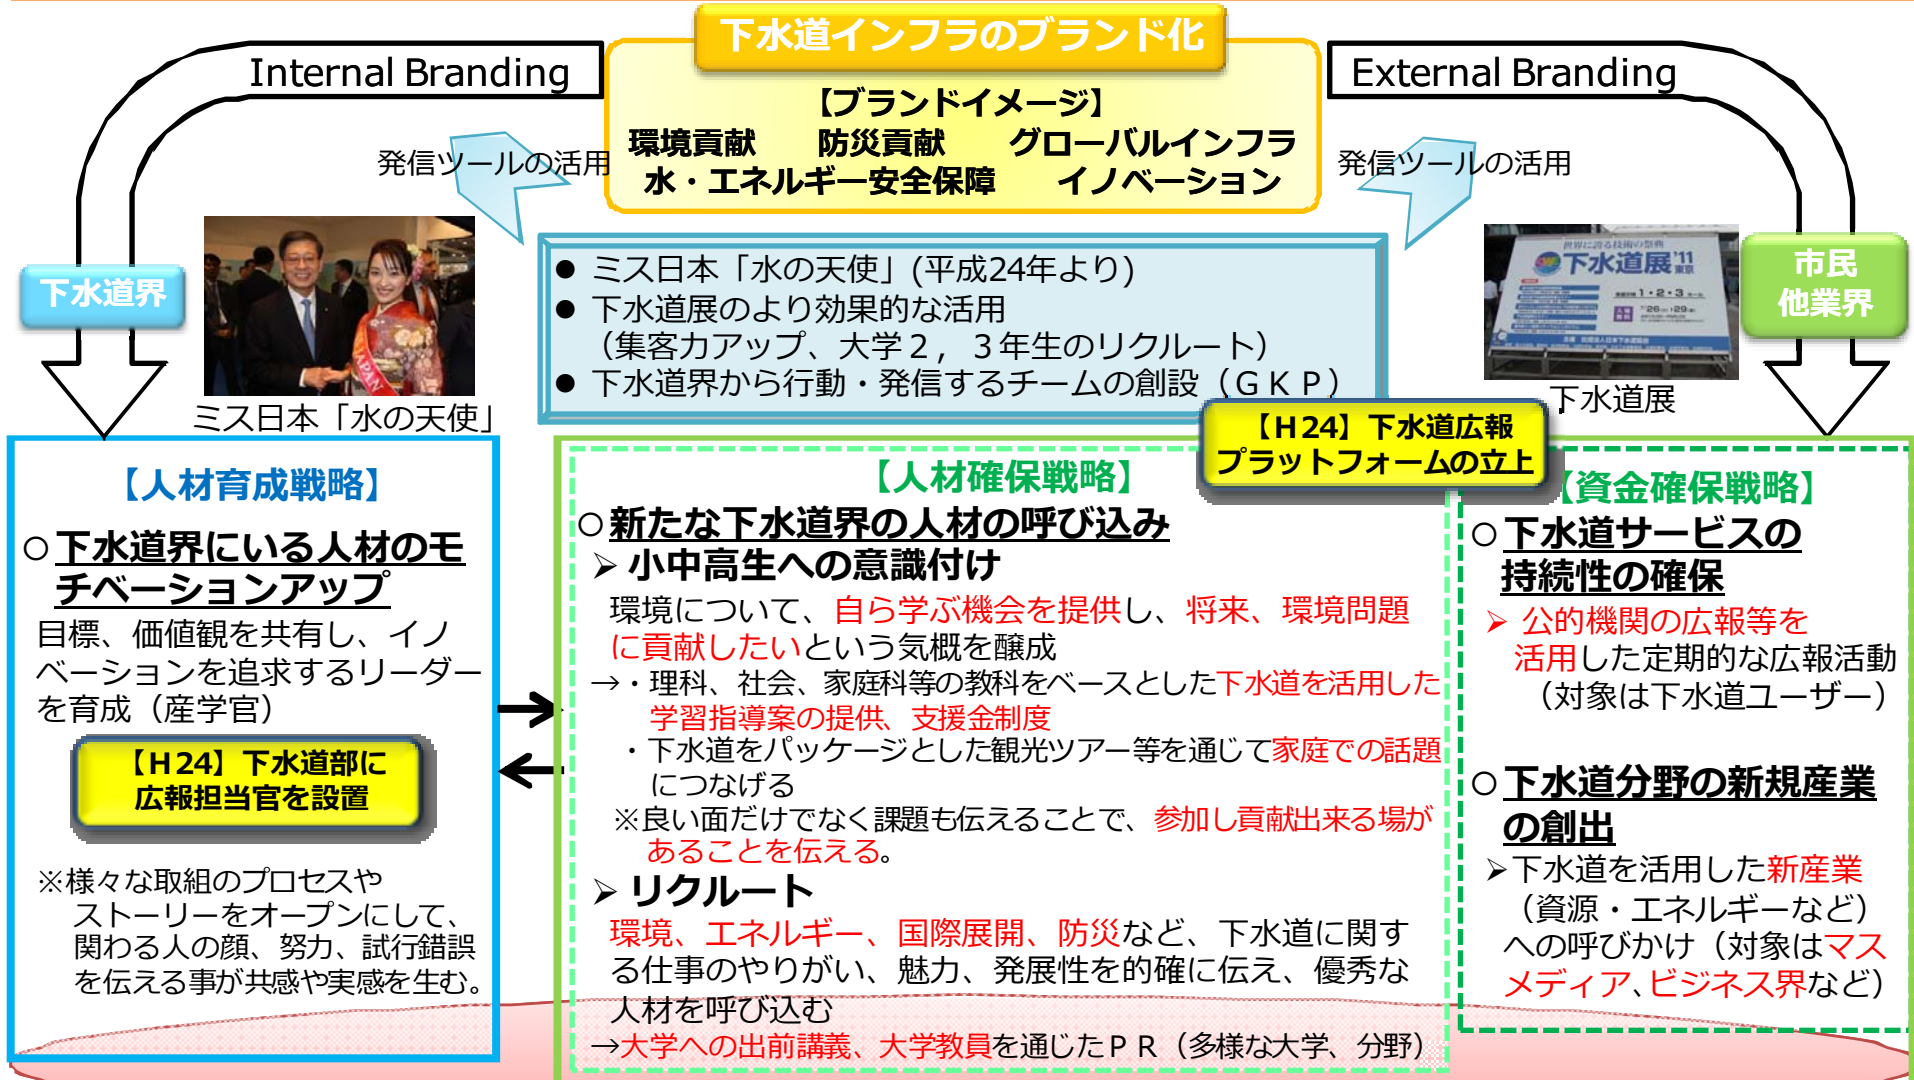 下水道インフラのブランド化
Internal Branding
External Branding
【ブランドイメージ】
環境貢献 防災貢献 グローバルインフラ
水・エネルギー安全保障 イノベーション
発信ツールの活用
発信ツールの活用
下水道界
市民
他業界
● ミス日本「水の天使」(平成24年より)
● 下水道展のより効果的な活用
（集客力アップ、大学２，３年生のリクルート）
● 下水道界から行動・発信するチームの創設（ＧＫＰ）
JAPAN
ミス日本「水の天使」
世界に誇る技術の祭典
下水道展 '11
東京
1・2・3
下水道展
【H24】下水道広報
プラットフォームの立上
【人材育成戦略】
○下水道界にいる人材のモ
チベーションアップ
目標、価値観を共有し、イノ
ベーションを追求するリーダー
を育成（産学官）
【H24】下水道部に
広報担当官を設置
※様々な取組のプロセスや
ストーリーをオープンにして、
関わる人の顔、努力、試行錯誤
を伝える事が共感や実感を生む。
【人材確保戦略】
○新たな下水道界の人材の呼び込み
➢ 小中高生への意識付け
環境について、自ら学ぶ機会を提供し、将来、環境問題
に貢献したいという気概を醸成
→・理科、社会、家庭科等の教科をベースとした下水道を活用した
学習指導案の提供、支援金制度
・下水道をパッケージとした観光ツアー等を通じて家庭での話題
につなげる
※良い面だけでなく課題も伝えることで、参加し貢献出来る場が
あることを伝える。
➢ リクルート
環境、エネルギー、国際展開、防災など、下水道に関す
る仕事のやりがい、魅力、発展性を的確に伝え、優秀な
人材を呼び込む
→大学への出前講義、大学教員を通じたＰＲ（多様な大学、分野）
【資金確保戦略】
○下水道サービスの
持続性の確保
➢ 公的機関の広報等を
活用した定期的な広報活動
（対象は下水道ユーザー）
○下水道分野の新規産業
の創出
➢下水道を活用した新産業
（資源・エネルギーなど）
への呼びかけ（対象はマス
メディア、ビジネス界など）